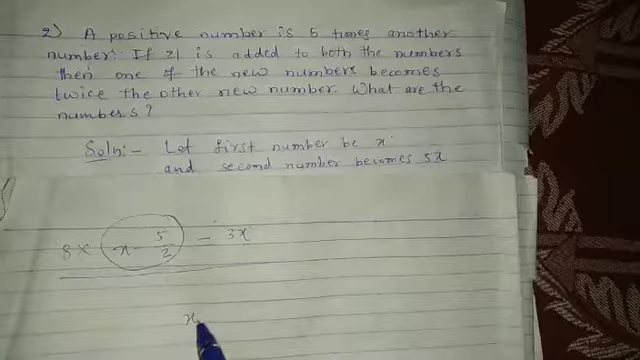 2) A positive number is 5 times another
number. If 21 is added to both the numbers
then one of the new numbers becomes
twice the other new number. What are the
numbers?
Soln:- Let first number be x
and second number becomes 5x
8 × (x - 5/2) = 3x
x